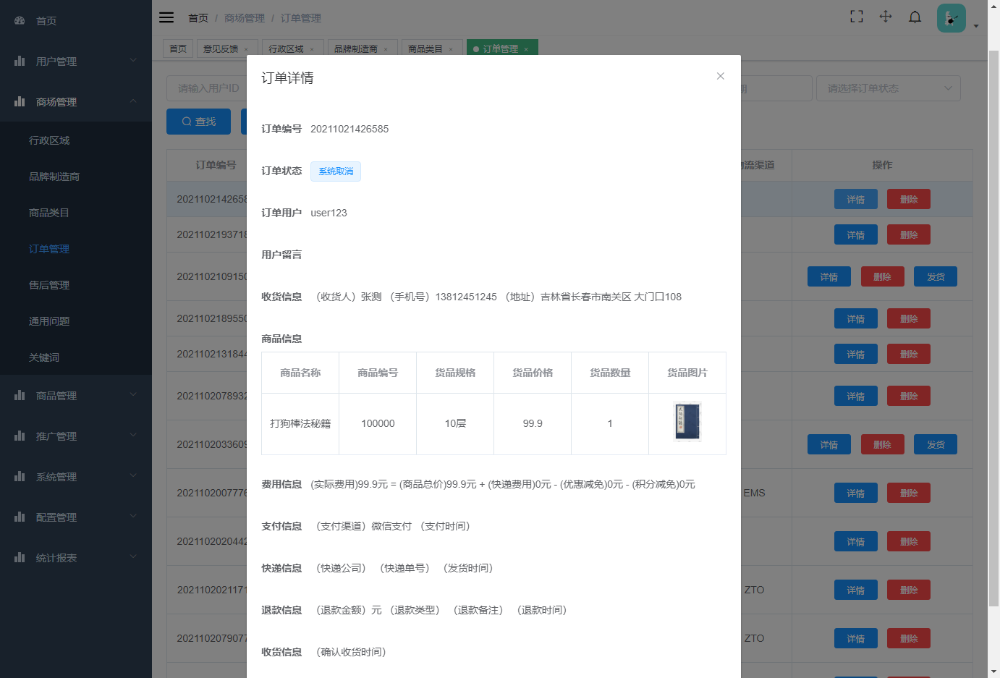 首页
用户管理
商场管理
行政区域
品牌制造商
商品类目
订单管理
售后管理
通用问题
关键词
商品管理
推广管理
系统管理
配置管理
统计报表
首页 / 商场管理 / 订单管理
首页 意见反馈 × 行政区域 × 品牌制造商 × 商品类目 × 订单管理 ×
请输入用户ID 期 请选择订单状态
查找
订单编号 物流渠道 操作
2021102142658 详情 删除
2021102193718 详情 删除
2021102109150 详情 删除 发货
2021102189550 详情 删除
2021102131844 详情 删除
2021102078932 详情 删除
2021102033609 详情 删除 发货
2021102007776 EMS 详情 删除
2021102020442 详情 删除
2021102021171 ZTO 详情 删除
2021102079077 ZTO 详情 删除
订单详情
订单编号 20211021426585
订单状态 系统取消
订单用户 user123
用户留言
收货信息 （收货人）张测 （手机号）13812451245 （地址）吉林省长春市南关区 大门口108
商品信息
商品名称 商品编号 货品规格 货品价格 货品数量 货品图片
打狗棒法秘籍 100000 10层 99.9 1
费用信息 (实际费用)99.9元 = (商品总价)99.9元 + (快递费用)0元 - (优惠减免)0元 - (积分减免)0元
支付信息 （支付渠道）微信支付 （支付时间）
快递信息 （快递公司） （快递单号） （发货时间）
退款信息 （退款金额）元 （退款类型） （退款备注） （退款时间）
收货信息 （确认收货时间）